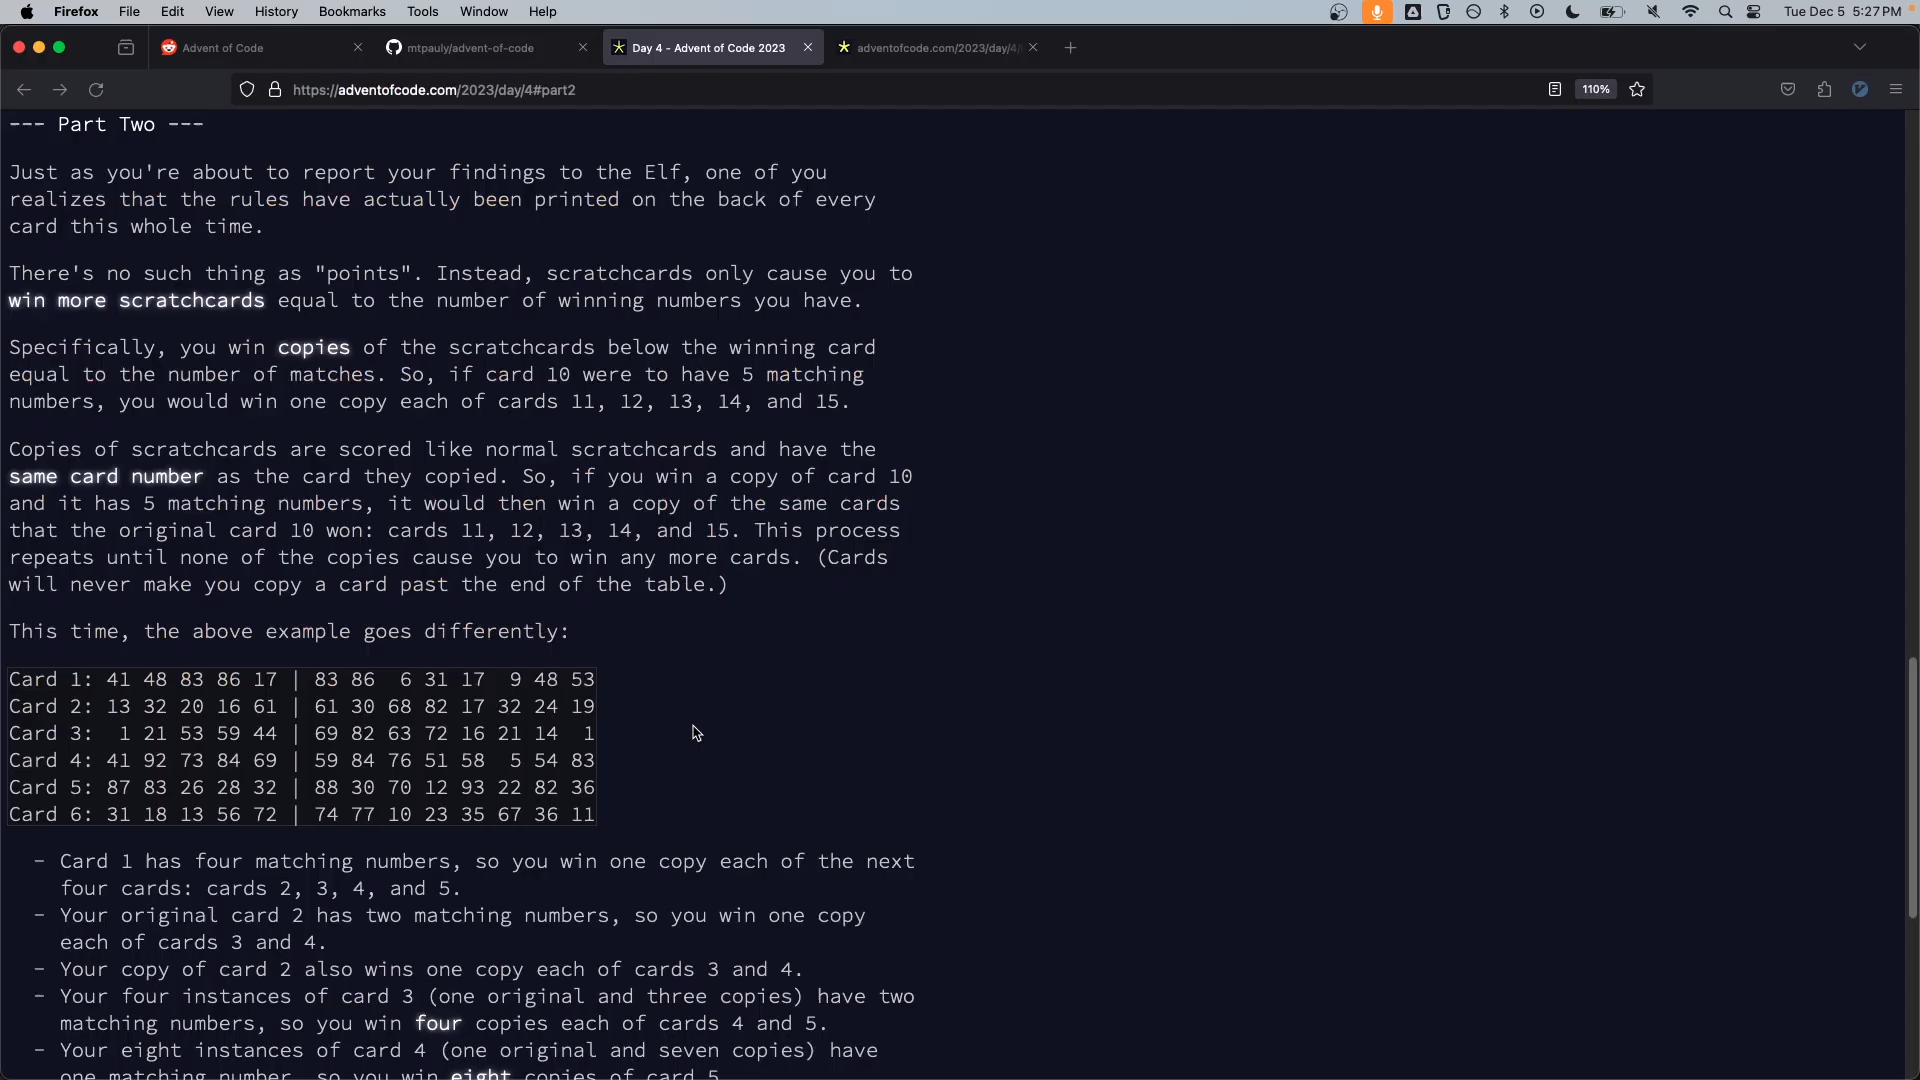 Firefox File Edit View History Bookmarks Tools Window Help Tue Dec 5 5:27 PM
Advent of Code mtpauly/advent-of-code Day 4 - Advent of Code 2023 adventofcode.com/2023/day/4/
https://adventofcode.com/2023/day/4#part2 110%
--- Part Two ---
Just as you're about to report your findings to the Elf, one of you
realizes that the rules have actually been printed on the back of every
card this whole time.
There's no such thing as "points". Instead, scratchcards only cause you to
win more scratchcards equal to the number of winning numbers you have.
Specifically, you win copies of the scratchcards below the winning card
equal to the number of matches. So, if card 10 were to have 5 matching
numbers, you would win one copy each of cards 11, 12, 13, 14, and 15.
Copies of scratchcards are scored like normal scratchcards and have the
same card number as the card they copied. So, if you win a copy of card 10
and it has 5 matching numbers, it would then win a copy of the same cards
that the original card 10 won: cards 11, 12, 13, 14, and 15. This process
repeats until none of the copies cause you to win any more cards. (Cards
will never make you copy a card past the end of the table.)
This time, the above example goes differently:
Card 1: 41 48 83 86 17 | 83 86  6 31 17  9 48 53
Card 2: 13 32 20 16 61 | 61 30 68 82 17 32 24 19
Card 3:  1 21 53 59 44 | 69 82 63 72 16 21 14  1
Card 4: 41 92 73 84 69 | 59 84 76 51 58  5 54 83
Card 5: 87 83 26 28 32 | 88 30 70 12 93 22 82 36
Card 6: 31 18 13 56 72 | 74 77 10 23 35 67 36 11
- Card 1 has four matching numbers, so you win one copy each of the next
four cards: cards 2, 3, 4, and 5.
- Your original card 2 has two matching numbers, so you win one copy
each of cards 3 and 4.
- Your copy of card 2 also wins one copy each of cards 3 and 4.
- Your four instances of card 3 (one original and three copies) have two
matching numbers, so you win four copies each of cards 4 and 5.
- Your eight instances of card 4 (one original and seven copies) have
one matching number, so you win eight copies of card 5.